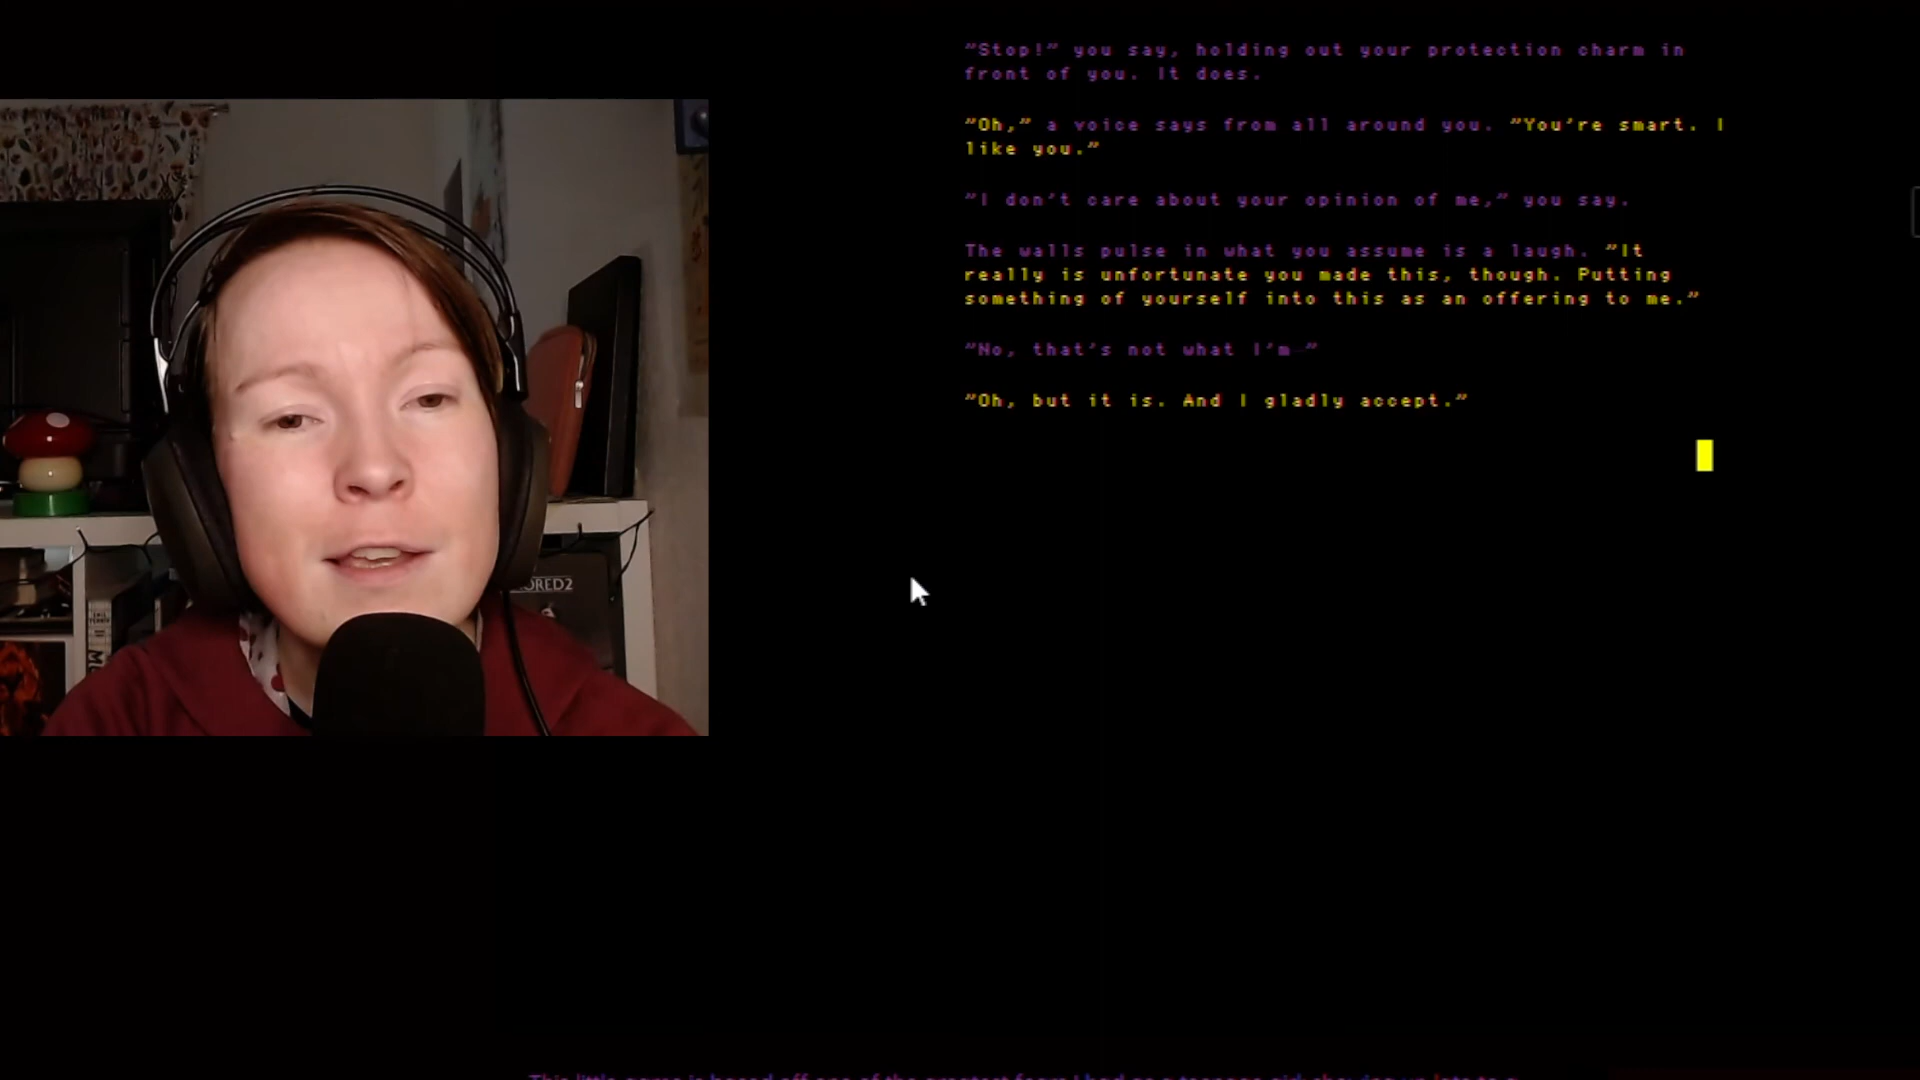 "Stop!" you say, holding out your protection charm in
front of you. It does.
"Oh," a voice says from all around you. "You're smart. I
like you."
"I don't care about your opinion of me," you say.
The walls pulse in what you assume is a laugh. "It
really is unfortunate you made this, though. Putting
something of yourself into this as an offering to me."
"No, that's not what I'm—"
"Oh, but it is. And I gladly accept."
ORED2